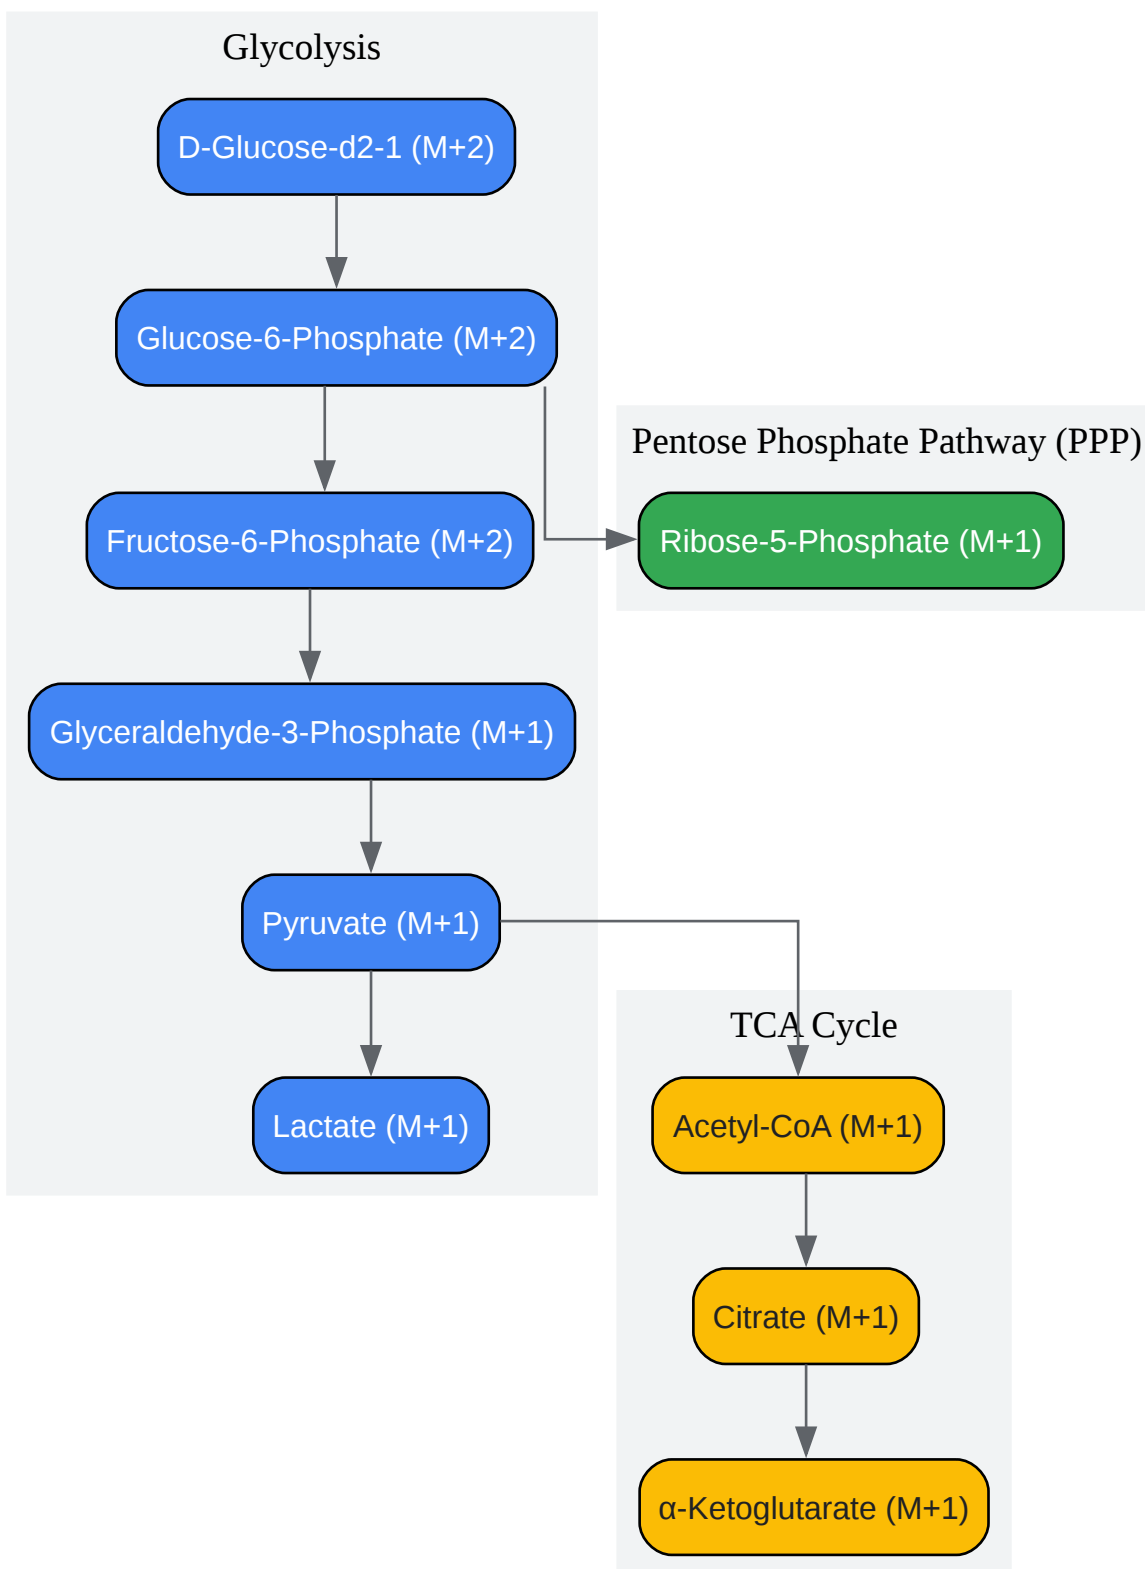 Glycolysis
D-Glucose-d2-1 (M+2)
Glucose-6-Phosphate (M+2)
Fructose-6-Phosphate (M+2)
Glyceraldehyde-3-Phosphate (M+1)
Pyruvate (M+1)
Lactate (M+1)
Pentose Phosphate Pathway (PPP)
Ribose-5-Phosphate (M+1)
TCA Cycle
Acetyl-CoA (M+1)
Citrate (M+1)
α-Ketoglutarate (M+1)